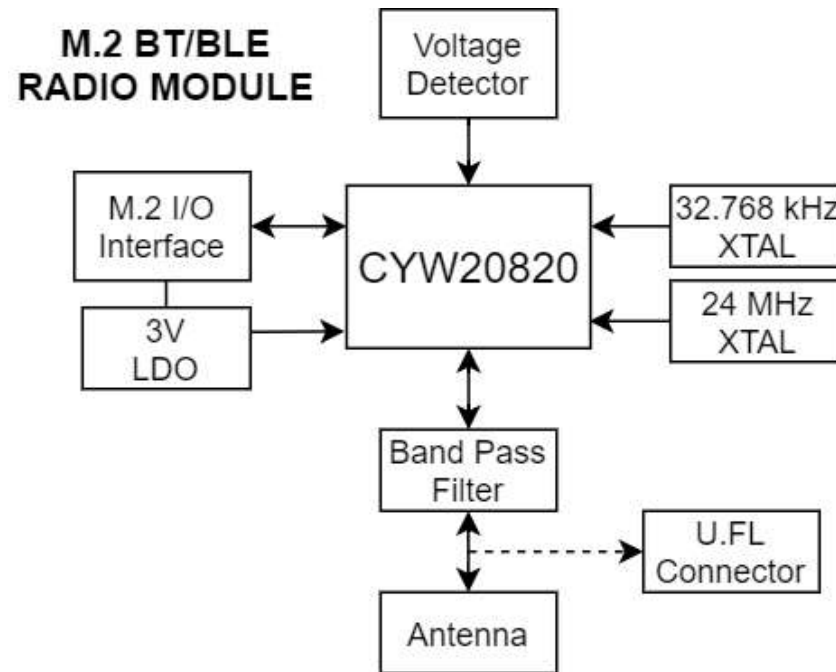 M.2 BT/BLE
RADIO MODULE
Voltage
Detector
M.2 I/O
Interface
CYW20820
32.768 kHz
XTAL
3V
LDO
24 MHz
XTAL
Band Pass
Filter
U.FL
Connector
Antenna